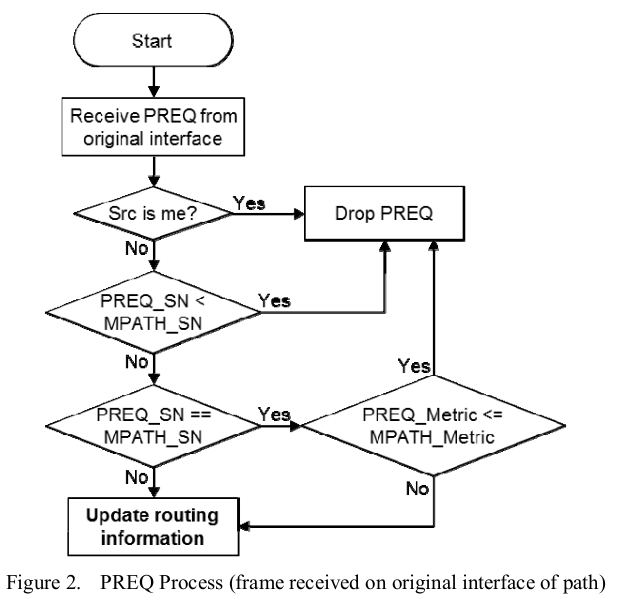 Start
Receive PREQ from
original interface
Src is me?
Yes
Drop PREQ
No
PREQ_SN <
MPATH_SN
Yes
No
Yes
PREQ_SN ==
MPATH_SN
Yes
PREQ_Metric <=
MPATH_Metric
No
No
Update routing
information
Figure 2. PREQ Process (frame received on original interface of path)